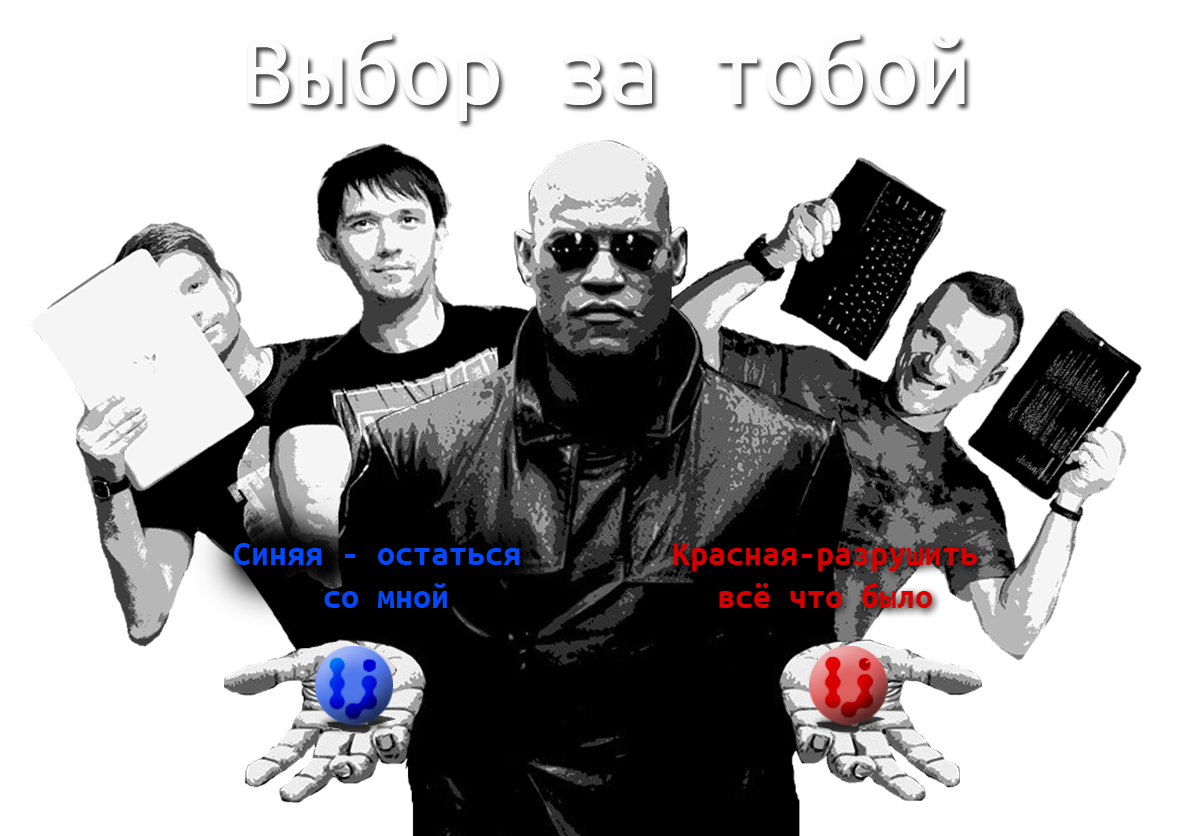 Выбор за тобой
Синяя - остаться
со мной
Красная-разрушить
всё что было